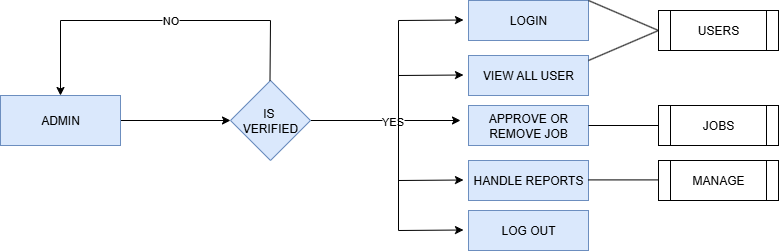 NO
LOGIN
USERS
VIEW ALL USER
ADMIN
IS
VERIFIED
YES
APPROVE OR
REMOVE JOB
JOBS
HANDLE REPORTS
MANAGE
LOG OUT